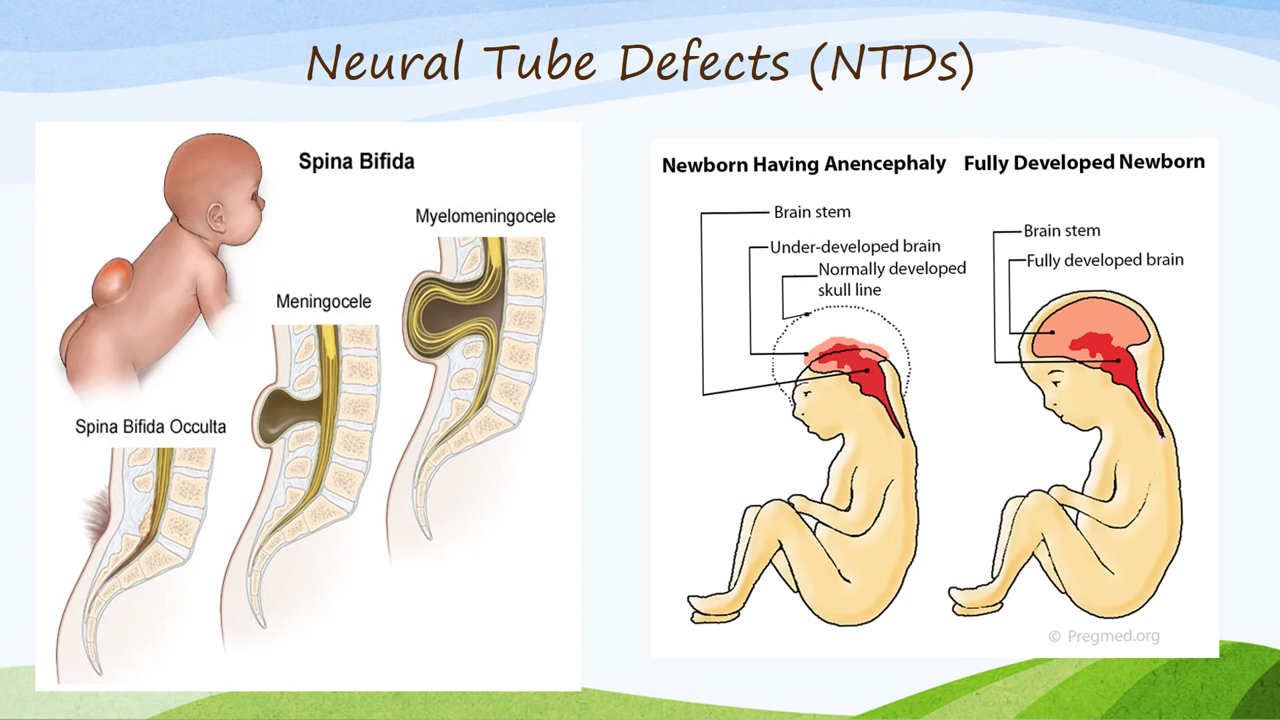 Neural Tube Defects (NTDs)
Spina Bifida
Myelomeningocele
Meningocele
Spina Bifida Occulta
Newborn Having Anencephaly
Brain stem
Under-developed brain
Normally developed
skull line
Fully Developed Newborn
Brain stem
Fully developed brain
© Pregmed.org